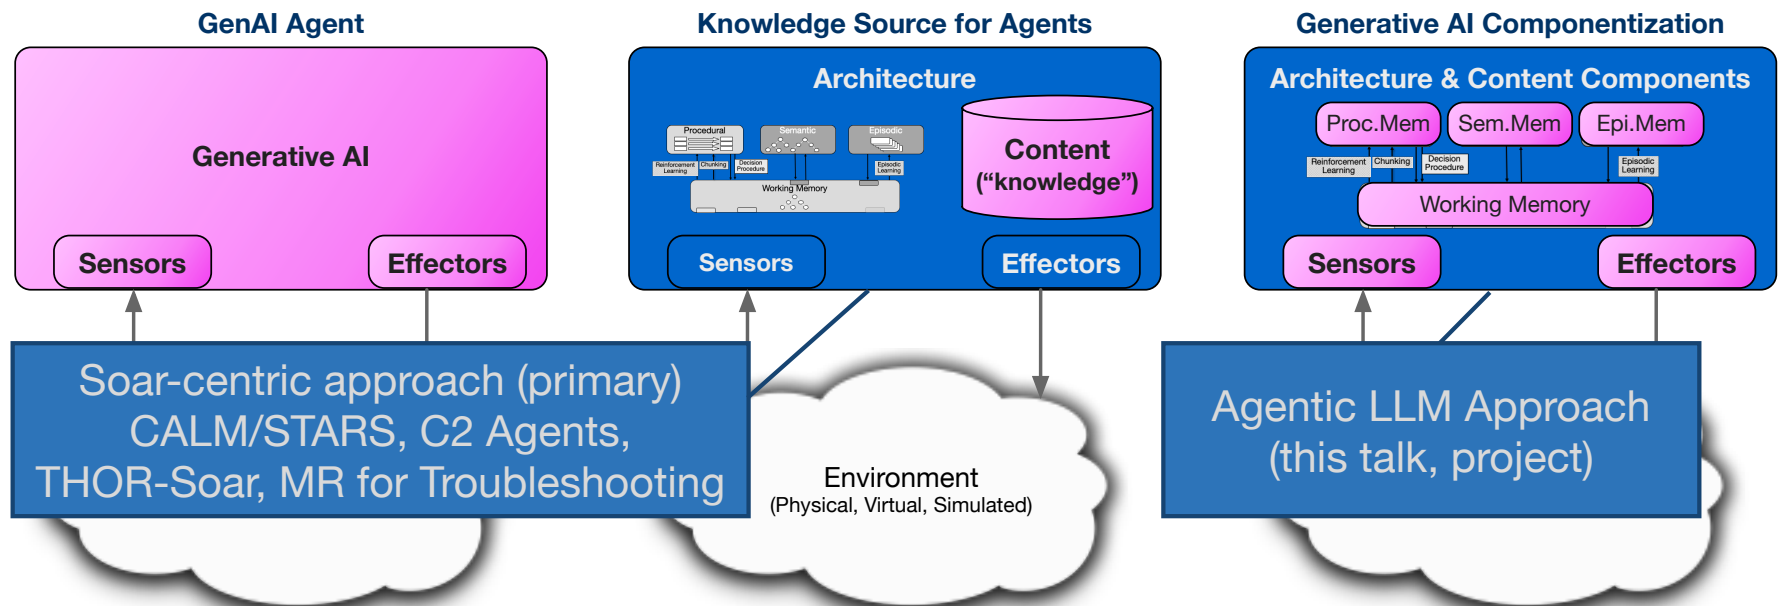 GenAI Agent
Generative AI
Sensors
Effectors
Knowledge Source for Agents
Architecture
Procedural
Semantic
Episodic
Reinforcement
Learning
Chunking
Decision
Procedure
Episodic
Learning
Working Memory
Content
(“knowledge”)
Sensors
Effectors
Generative AI Componentization
Architecture & Content Components
Proc.Mem
Sem.Mem
Epi.Mem
Reinforcement
Learning
Chunking
Decision
Procedure
Episodic
Learning
Working Memory
Sensors
Effectors
Soar-centric approach (primary)
CALM/STARS, C2 Agents,
THOR-Soar, MR for Troubleshooting
Environment
(Physical, Virtual, Simulated)
Agentic LLM Approach
(this talk, project)